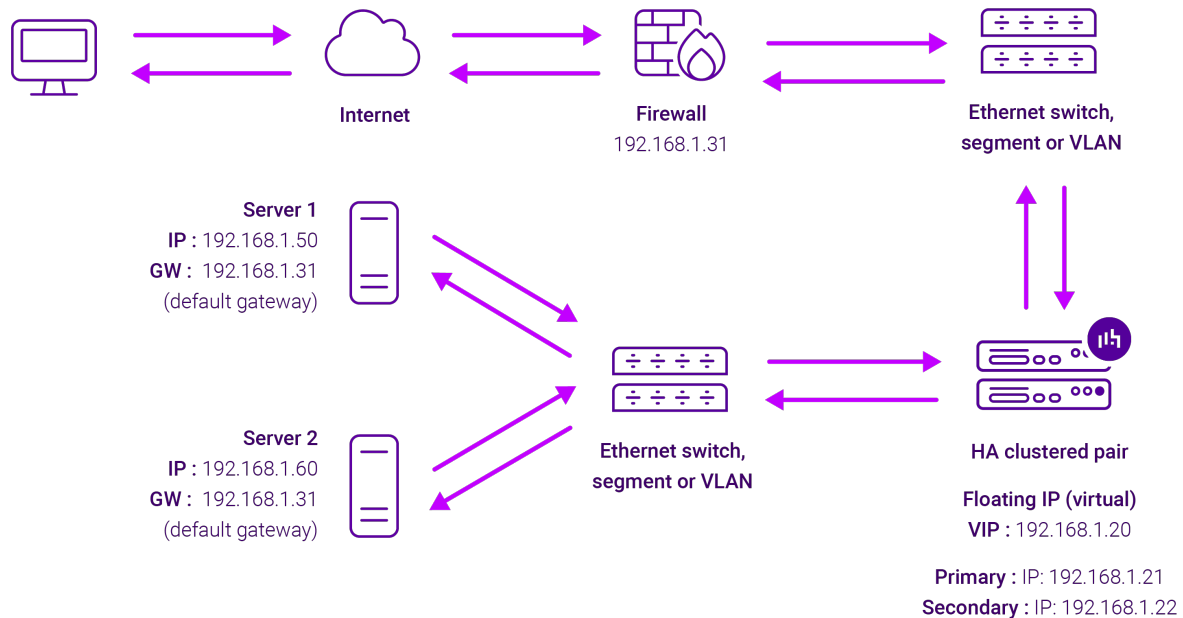 Internet
Firewall
192.168.1.31
Ethernet switch,
segment or VLAN
Server 1
IP : 192.168.1.50
GW : 192.168.1.31
(default gateway)
Server 2
IP : 192.168.1.60
GW : 192.168.1.31
(default gateway)
Ethernet switch,
segment or VLAN
HA clustered pair
Floating IP (virtual)
VIP : 192.168.1.20
Primary : IP: 192.168.1.21
Secondary : IP: 192.168.1.22